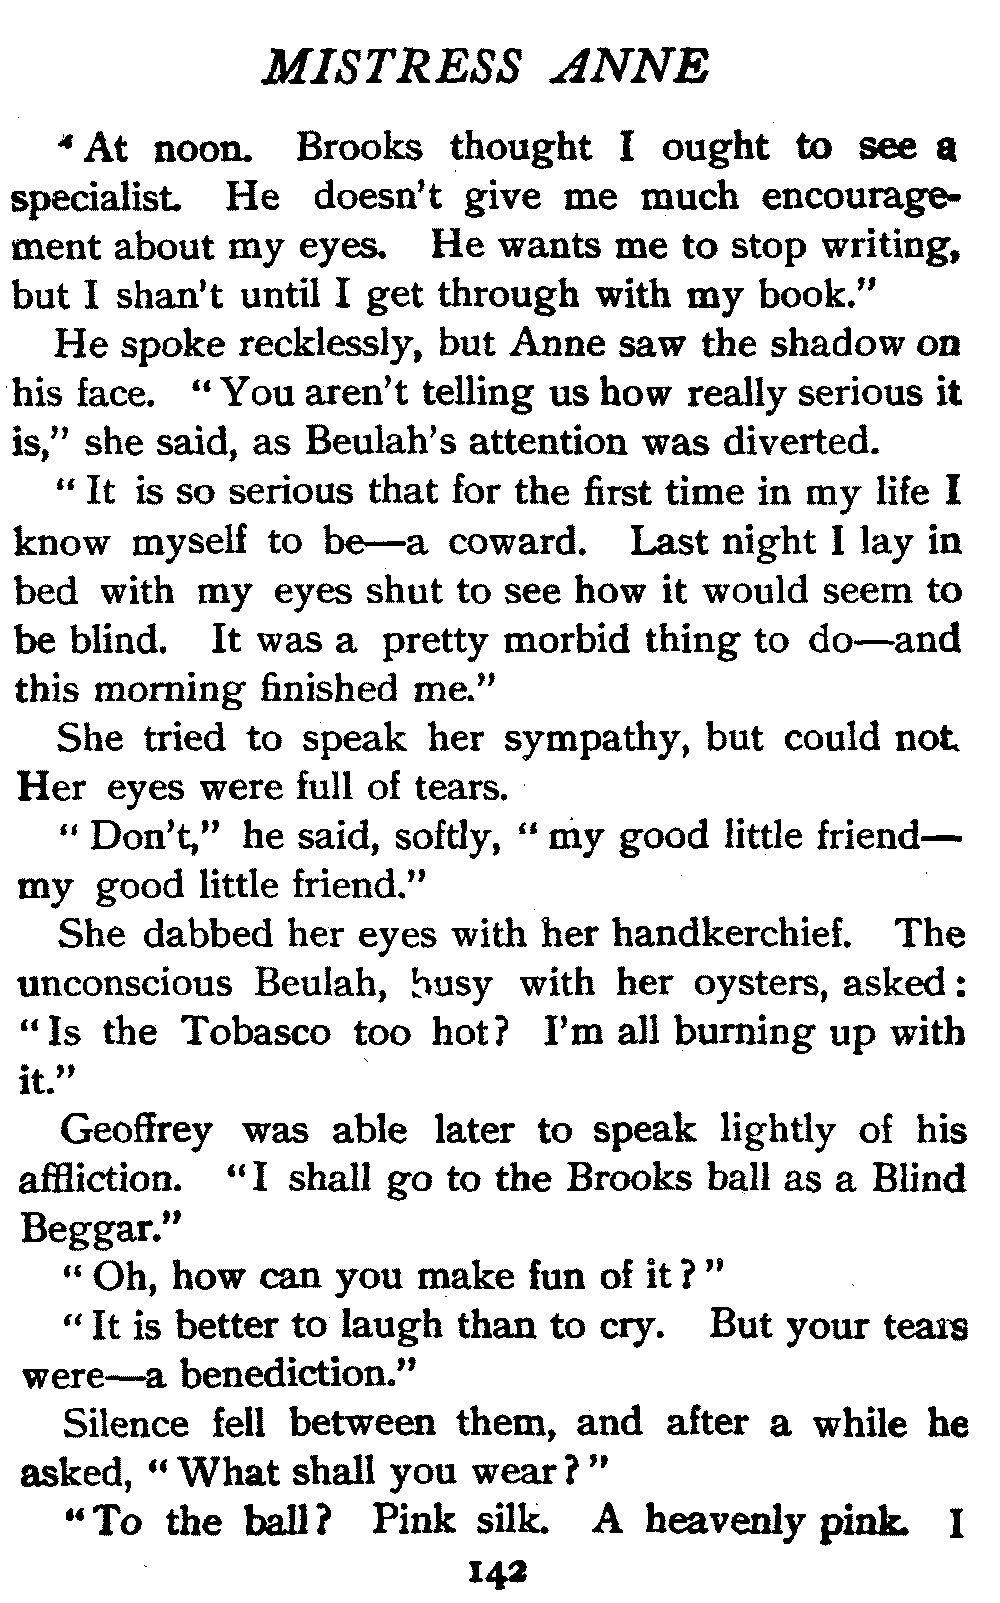 MISTRESS ANNE
“At noon. Brooks thought I ought to see a
specialist. He doesn't give me much encourage-
ment about my eyes. He wants me to stop writing,
but I shan't until I get through with my book.”
He spoke recklessly, but Anne saw the shadow on
his face. “You aren't telling us how really serious it
is,” she said, as Beulah's attention was diverted.
“It is so serious that for the first time in my life I
know myself to be—a coward. Last night I lay in
bed with my eyes shut to see how it would seem to
be blind. It was a pretty morbid thing to do—and
this morning finished me.”
She tried to speak her sympathy, but could not.
Her eyes were full of tears.
“Don't,” he said, softly, “my good little friend—
my good little friend.”
She dabbed her eyes with her handkerchief. The
unconscious Beulah, busy with her oysters, asked:
“Is the Tobasco too hot? I'm all burning up with
it.”
Geoffrey was able later to speak lightly of his
affliction. “I shall go to the Brooks ball as a Blind
Beggar.”
“Oh, how can you make fun of it?”
“It is better to laugh than to cry. But your tears
were—a benediction.”
Silence fell between them, and after a while he
asked, “What shall you wear?”
“To the ball? Pink silk. A heavenly pink. I
142